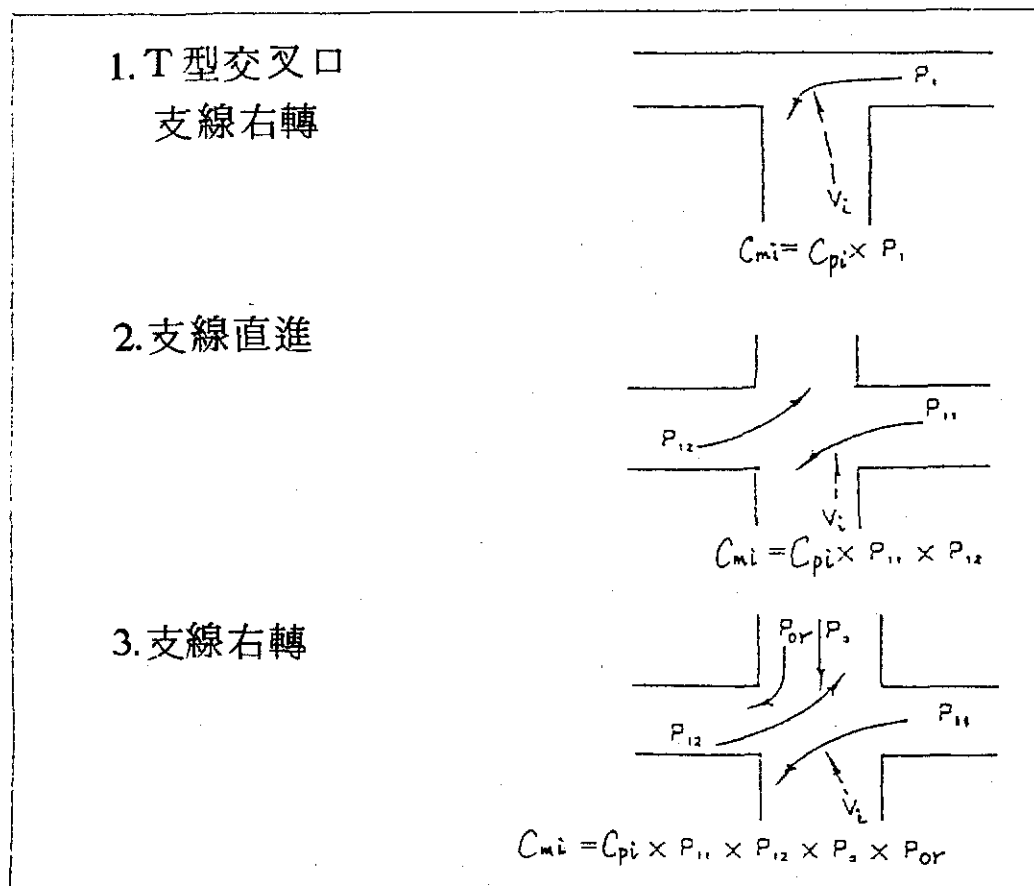 1. T 型交叉口
支線右轉
P₁
Vi
Cmi = Cpi × P₁
2. 支線直進
P₁₂
P₁₁
Vi
Cmi = Cpi × P₁₁ × P₁₂
3. 支線右轉
Por
P₃
P₁₂
P₁₁
Vi
Cmi = Cpi × P₁₁ × P₁₂ × P₃ × Por